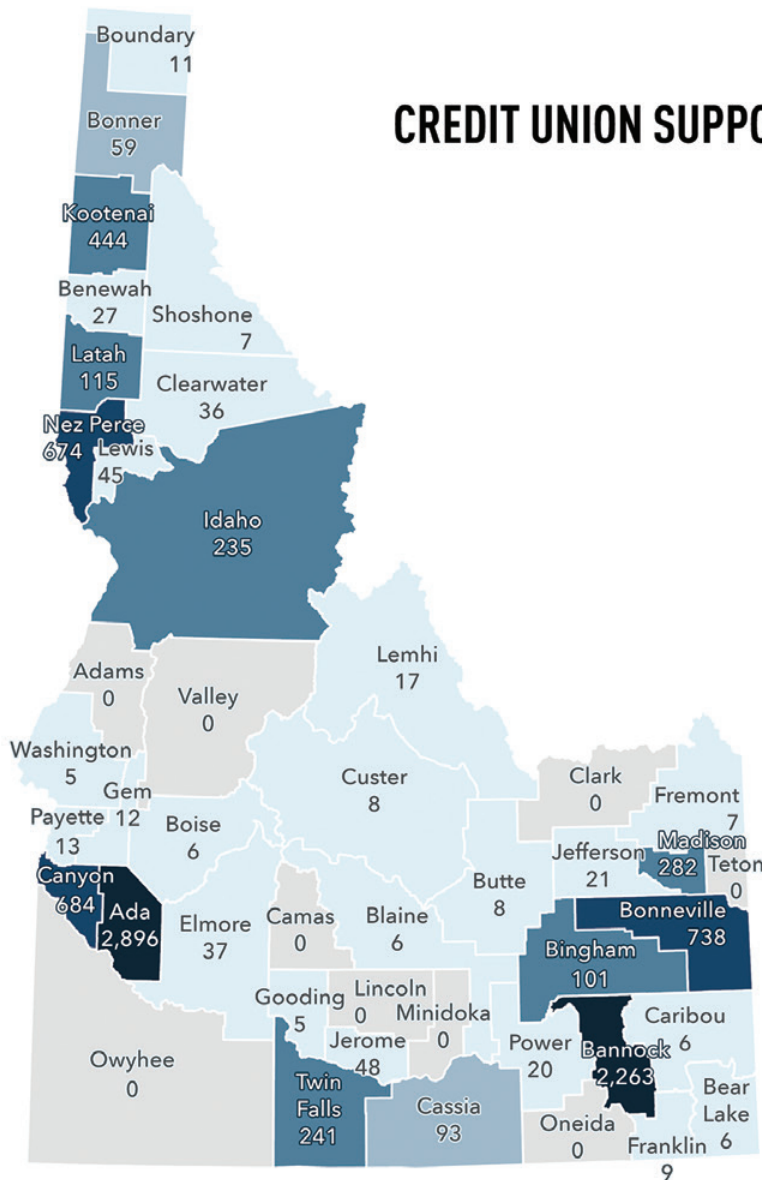 CREDIT UNION SUPPO
Boundary
11
Bonner
59
Kootenai
444
Benewah
27
Shoshone
7
Latah
115
Clearwater
36
Nez Perce
674
Lewis
45
Idaho
235
Lemhi
17
Adams
0
Valley
0
Washington
5
Gem
12
Custer
8
Clark
0
Fremont
7
Payette
13
Boise
6
Jefferson
21
Madison
282
Teton
0
Canyon
684
Ada
2,896
Elmore
37
Camas
0
Blaine
6
Butte
8
Bonneville
738
Bingham
101
Gooding
5
Lincoln
0
Minidoka
0
Jerome
48
Power
20
Bannock
2,263
Caribou
6
Owyhee
0
Twin
Falls
241
Cassia
93
Oneida
0
Franklin
9
Bear
Lake
6